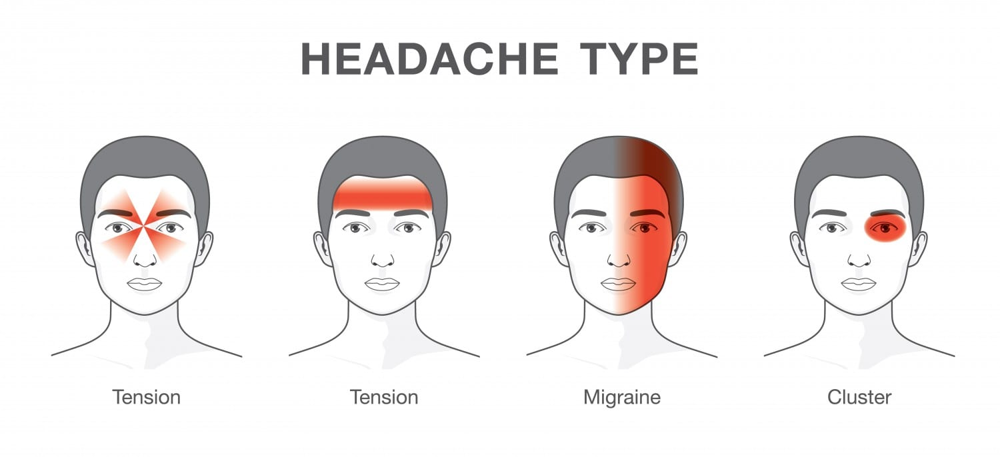 HEADACHE TYPE
Tension
Tension
Migraine
Cluster